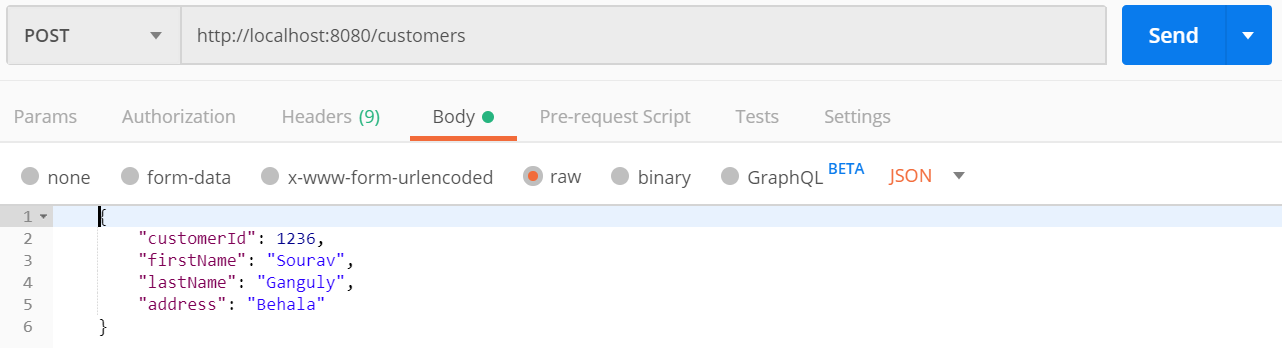 POST http://localhost:8080/customers Send
Params Authorization Headers (9) Body Pre-request Script Tests Settings
none form-data x-www-form-urlencoded raw binary GraphQL BETA JSON
1 {
2 "customerId": 1236,
3 "firstName": "Sourav",
4 "lastName": "Ganguly",
5 "address": "Behala"
6 }